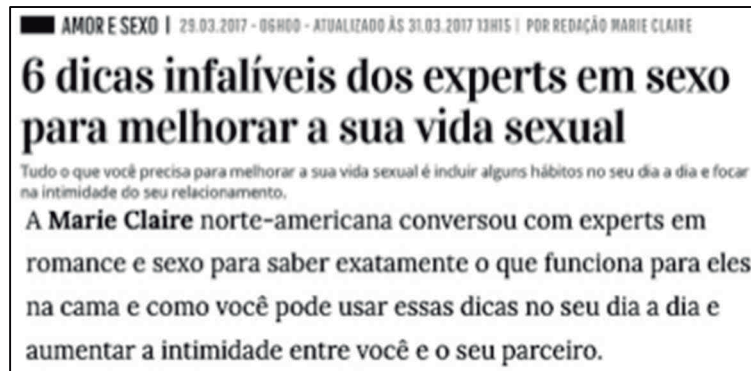 AMOR E SEXO | 29.03.2017 - 06H00 - ATUALIZADO ÀS 31.03.2017 13H15 | POR REDAÇÃO MARIE CLAIRE
6 dicas infalíveis dos experts em sexo
para melhorar a sua vida sexual
Tudo o que você precisa para melhorar a sua vida sexual é incluir alguns hábitos no seu dia a dia e focar
na intimidade do seu relacionamento.
A Marie Claire norte-americana conversou com experts em
romance e sexo para saber exatamente o que funciona para eles
na cama e como você pode usar essas dicas no seu dia a dia e
aumentar a intimidade entre você e o seu parceiro.